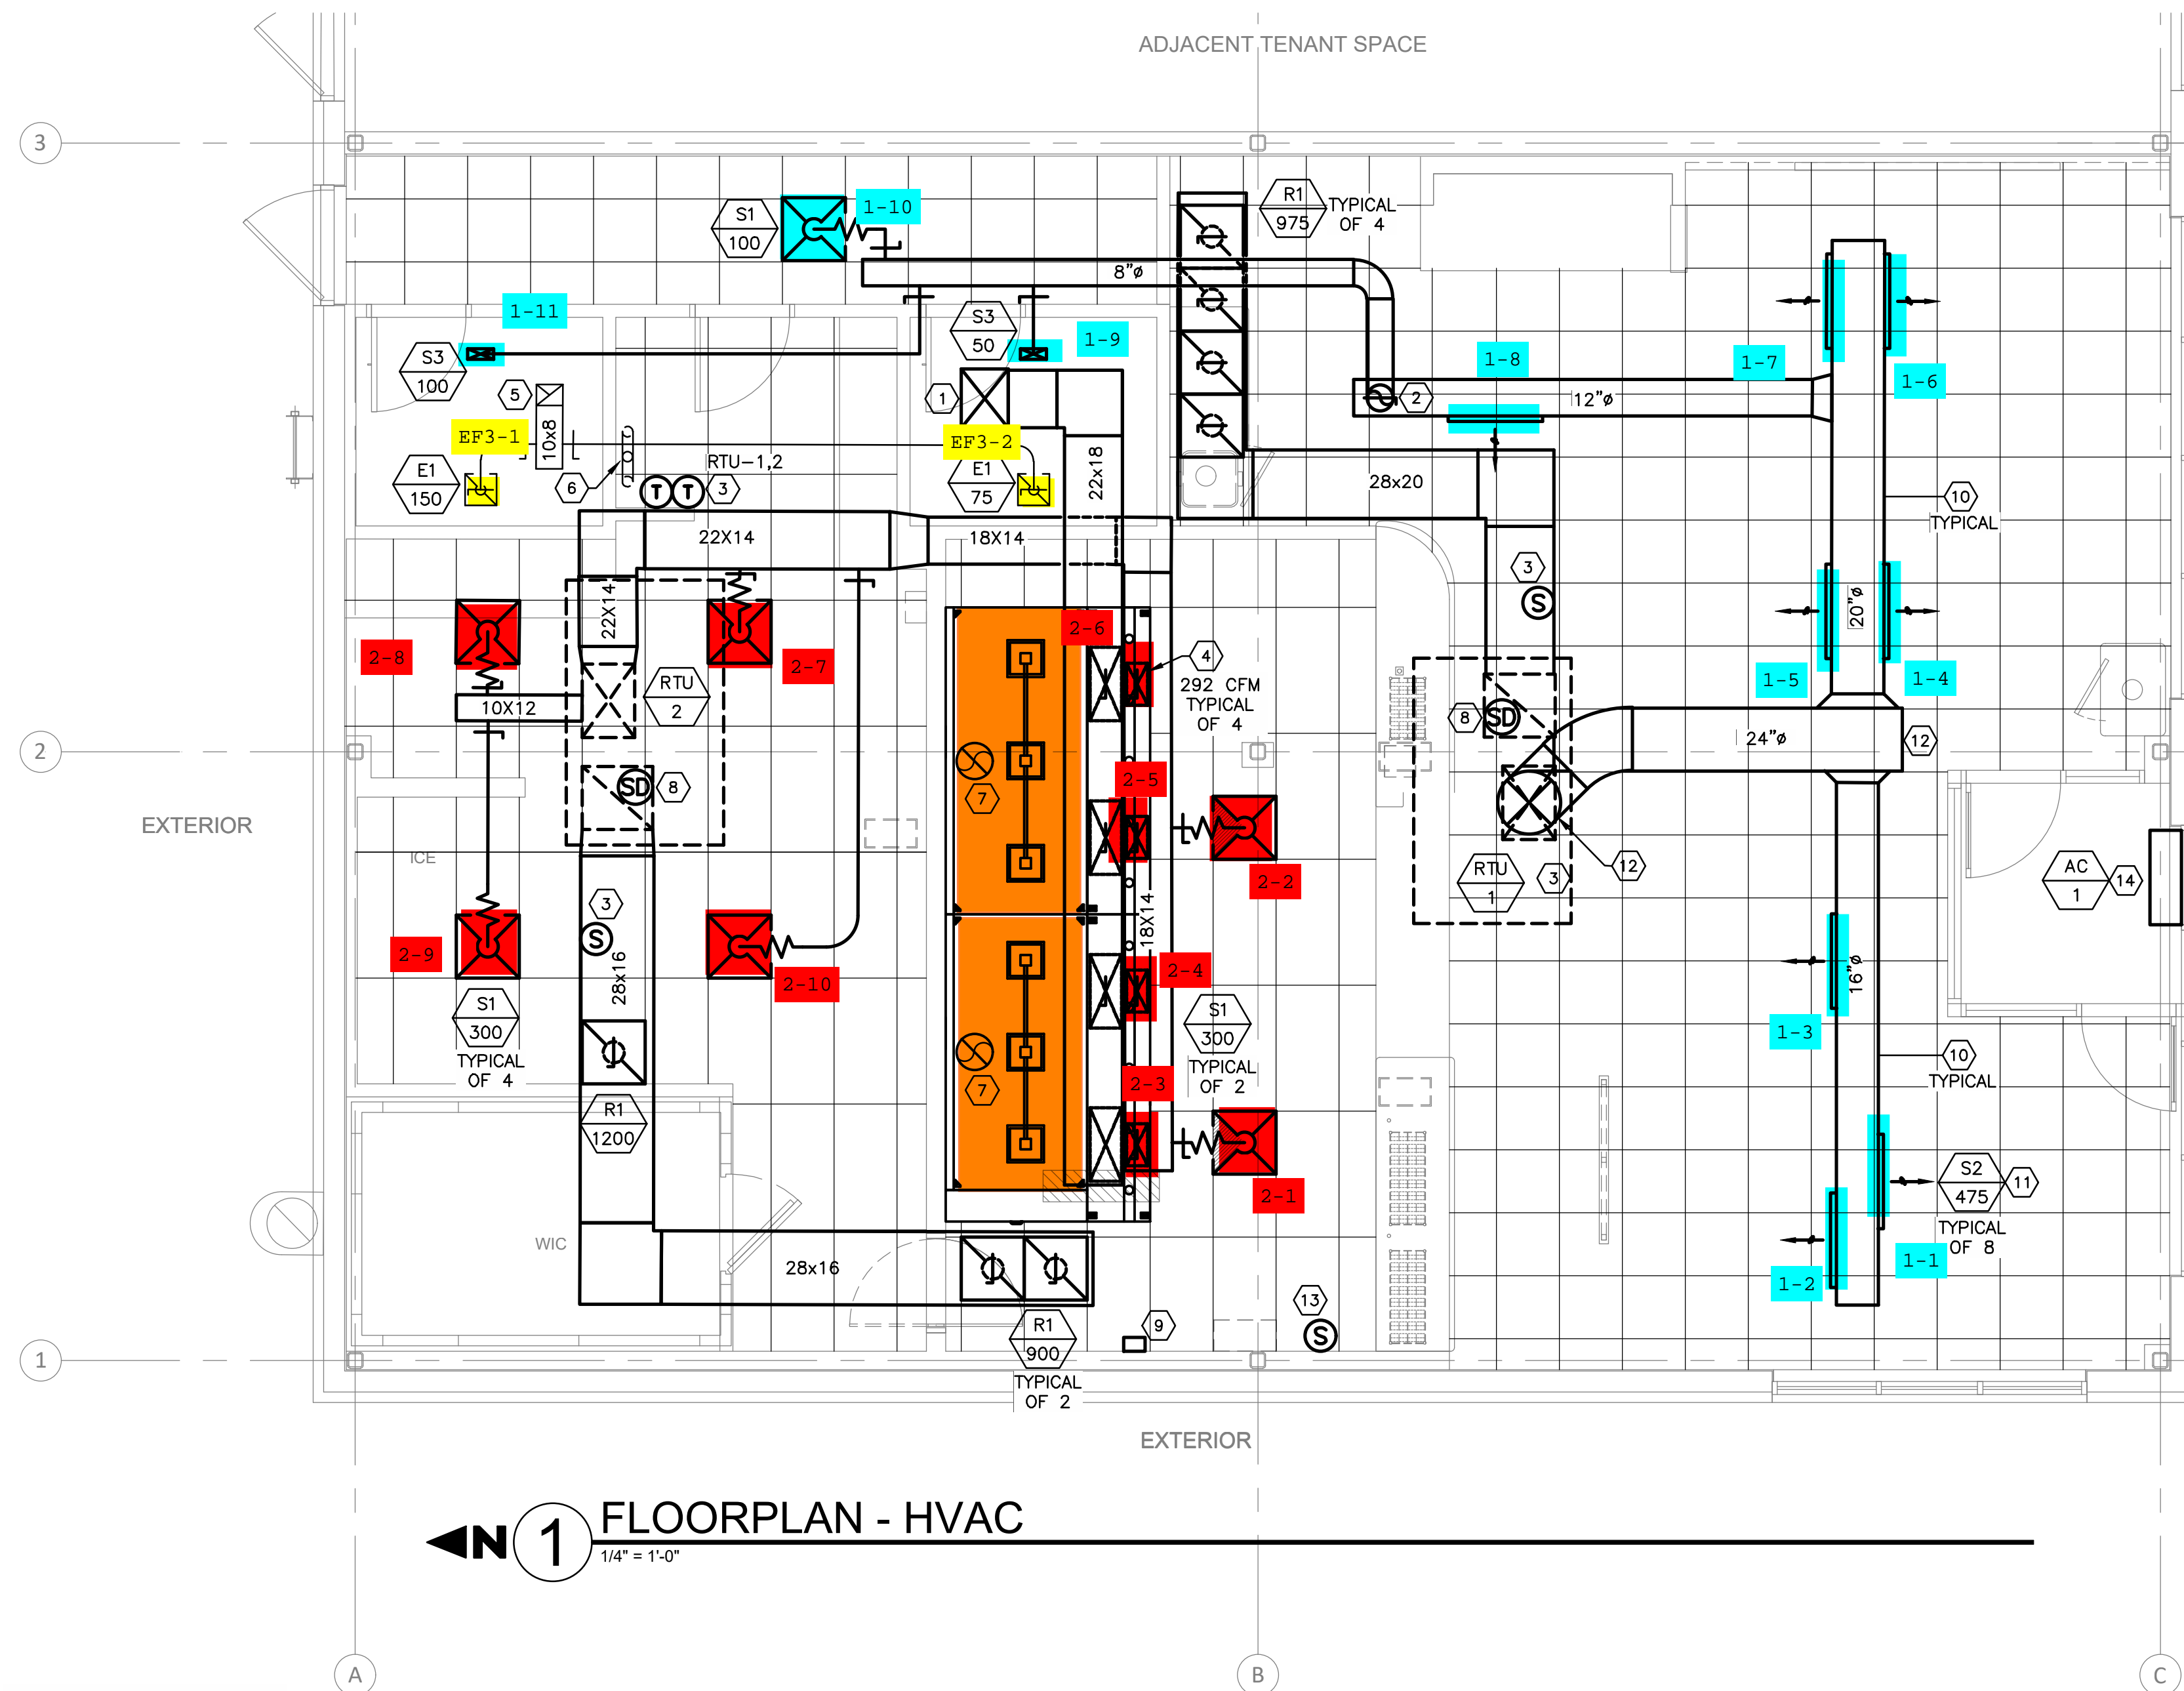 ADJACENT TENANT SPACE
3
S1
100
1-10
R1
975
TYPICAL
OF 4
8"ø
1-11
S3
50
1-9
S3
100
1-8
1-7
1-6
5
1
2
12"ø
EF3-1
10x8
EF3-2
RTU-1,2
E1
150
6
T
T
3
E1
75
22x18
28x20
10
TYPICAL
22X14
18X14
3
S
22X14
20"ø
2-8
2-7
2-6
4
292 CFM
TYPICAL
OF 4
1-5
1-4
10X12
RTU
2
8
SD
24"ø
12
2
SD
8
7
2-5
EXTERIOR
ICE
3
S
2-2
RTU
1
3
12
AC
1
14
18X14
2-9
28x16
2-10
2-4
16"ø
S1
300
TYPICAL
OF 4
S1
300
TYPICAL
OF 2
1-3
10
TYPICAL
7
2-3
R1
1200
2-1
S2
475
11
TYPICAL
OF 8
WIC
28x16
1-2
1-1
13
S
R1
900
TYPICAL
OF 2
9
1
EXTERIOR
N
1
FLOORPLAN - HVAC
1/4" = 1'-0"
A
B
C